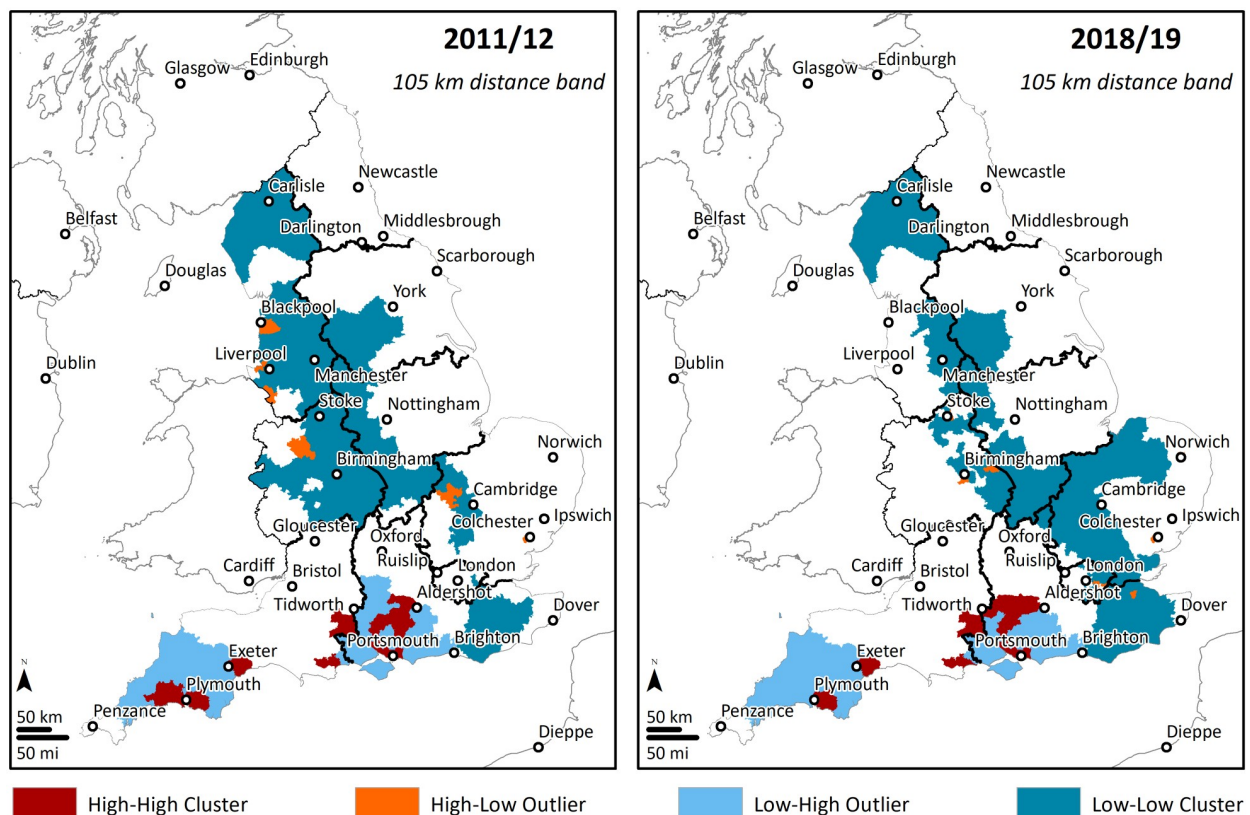 2011/12
105 km distance band
Glasgow
Edinburgh
Newcastle
Carlisle
Belfast
Darlington
Middlesbrough
Scarborough
Douglas
York
Blackpool
Liverpool
Dublin
Manchester
Stoke
Nottingham
Norwich
Birmingham
Cambridge
Ipswich
Colchester
Gloucester
Oxford
Ruislip
Cardiff
Bristol
London
Tidworth
Aldershot
Dover
Portsmouth
Brighton
Exeter
Plymouth
Penzance
N
50 km
50 mi
Dieppe
2018/19
105 km distance band
Glasgow
Edinburgh
Newcastle
Carlisle
Belfast
Darlington
Middlesbrough
Scarborough
Douglas
York
Blackpool
Liverpool
Dublin
Manchester
Stoke
Nottingham
Norwich
Birmingham
Cambridge
Ipswich
Colchester
Gloucester
Oxford
Ruislip
Cardiff
Bristol
London
Tidworth
Aldershot
Dover
Portsmouth
Brighton
Exeter
Plymouth
Penzance
N
50 km
50 mi
Dieppe
High-High Cluster
High-Low Outlier
Low-High Outlier
Low-Low Cluster